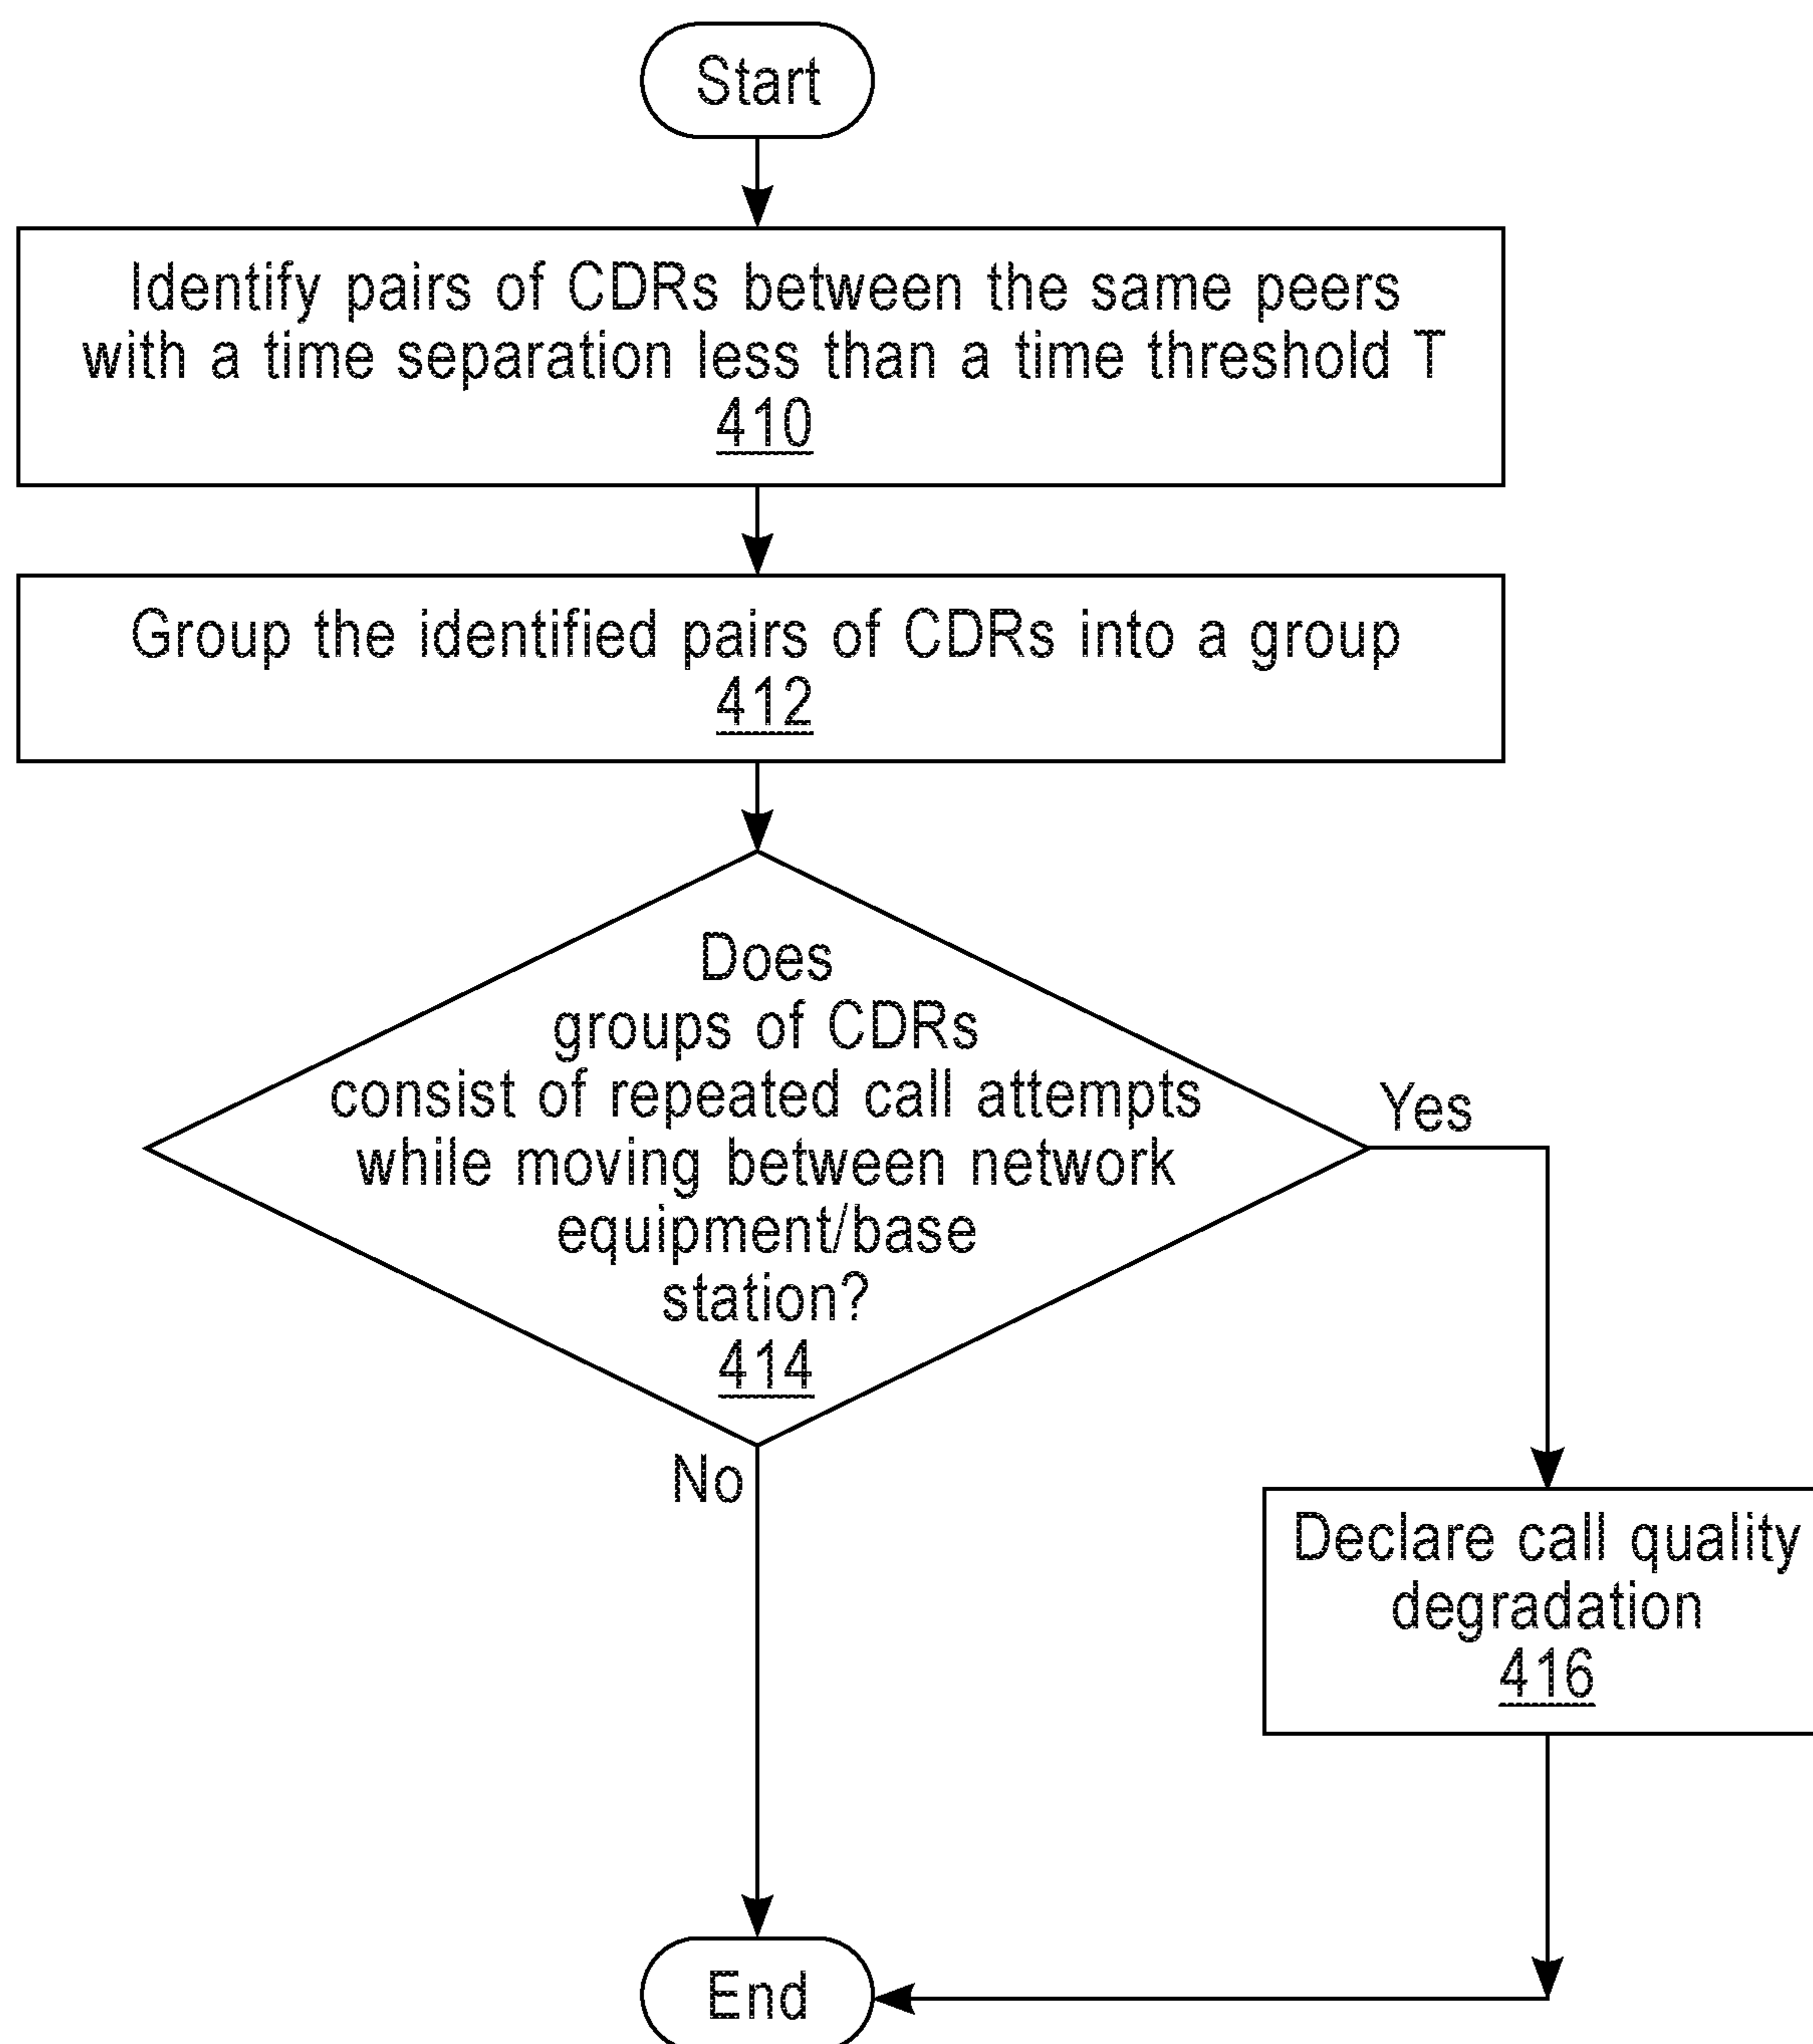 Start
Identify pairs of CDRs between the same peers
with a time separation less than a time threshold T
410
Group the identified pairs of CDRs into a group
412
Does
groups of CDRs
consist of repeated call attempts
while moving between network
equipment/base
station?
414
Yes
No
Declare call quality
degradation
416
End